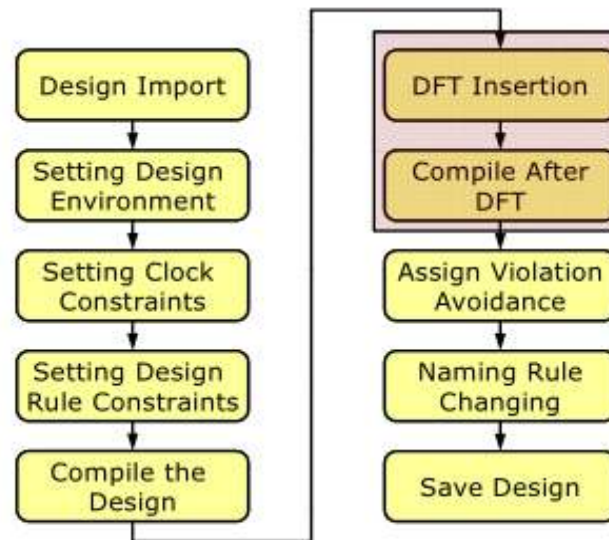 Design Import
Setting Design
Environment
Setting Clock
Constraints
Setting Design
Rule Constraints
Compile the
Design
DFT Insertion
Compile After
DFT
Assign Violation
Avoidance
Naming Rule
Changing
Save Design